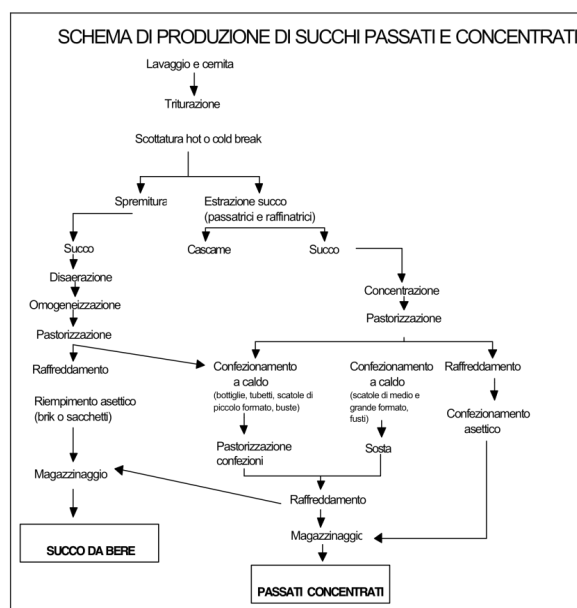 SCHEMA DI PRODUZIONE DI SUCCHI PASSATI E CONCENTRATI
Lavaggio e cernita
Triturazione
Scottatura hot o cold break
Spremitura
Estrazione succo
(passatrici e raffinatrici)
Succo
Cascame
Succo
Disaerazione
Concentrazione
Omogeneizzazione
Pastorizzazione
Pastorizzazione
Raffreddamento
Confezionamento
a caldo
(bottiglie, tubetti, scatole di
piccolo formato, buste)
Confezionamento
a caldo
(scatole di medio e
grande formato,
fusti)
Raffreddamento
Riempimento asettico
(brik o sacchetti)
Confezionamento
asettico
Pastorizzazione
confezioni
Sosta
Magazzinaggio
Raffreddamento
Magazzinaggio
SUCCO DA BERE
PASSATI CONCENTRATI